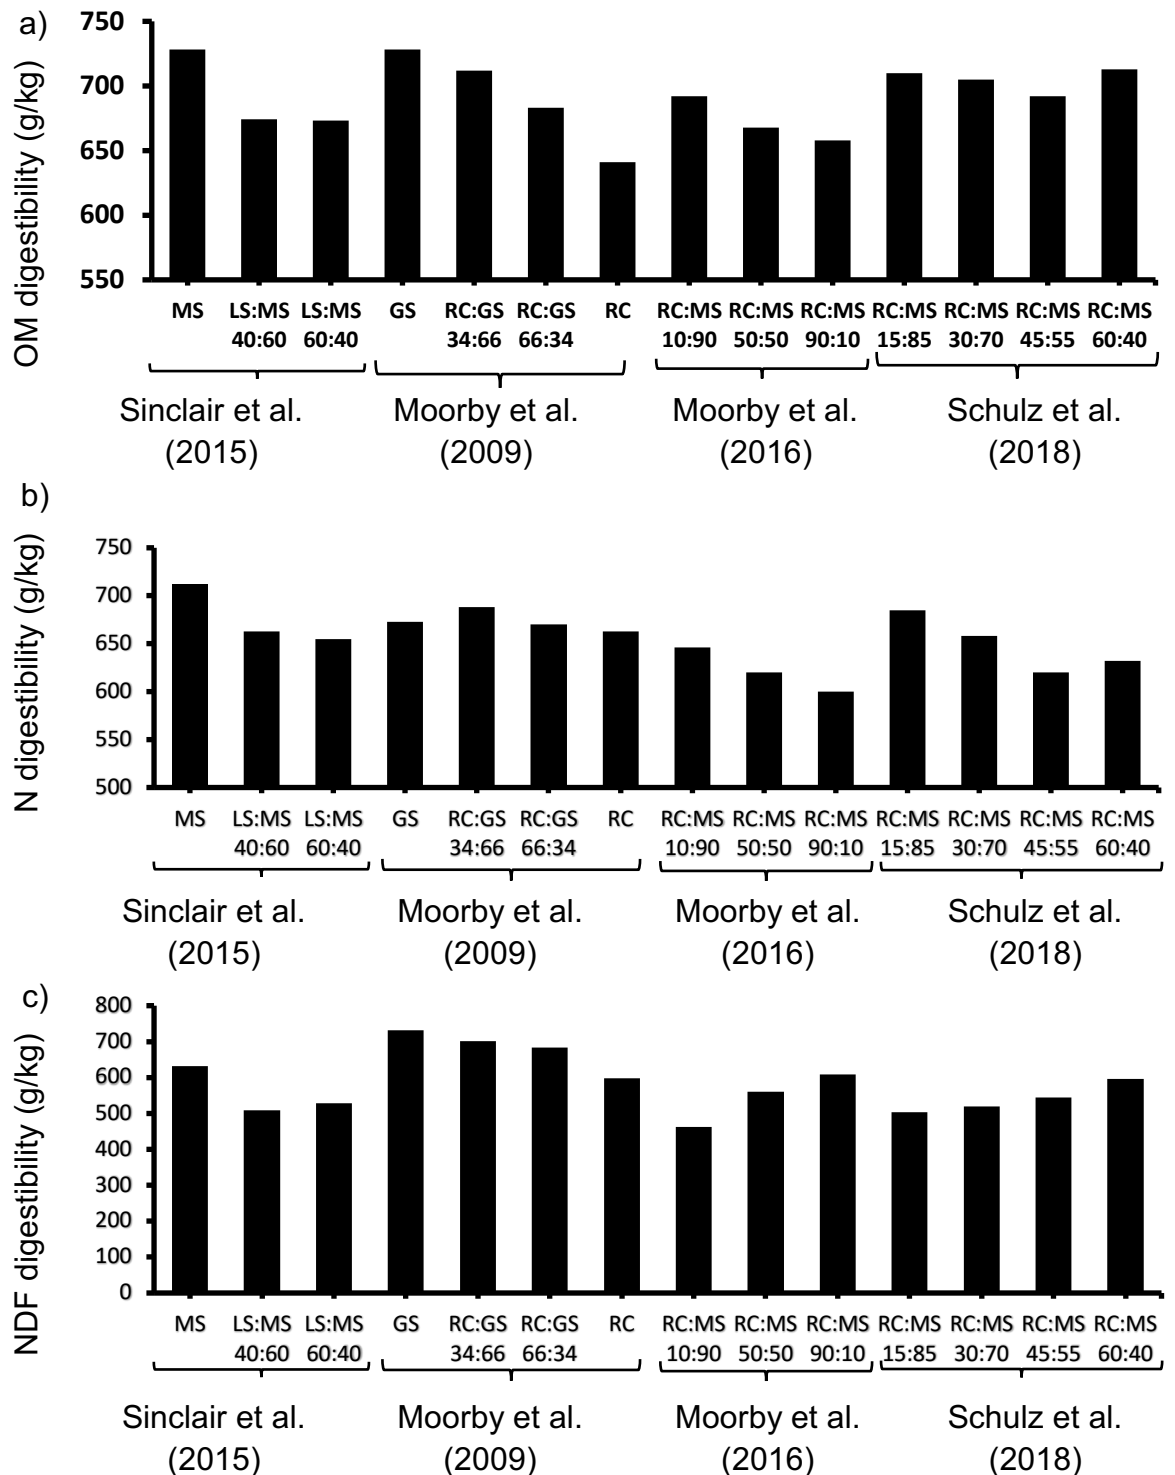 a)
OM digestibility (g/kg)
750
700
650
600
550
MS LS:MS LS:MS GS RC:GS RC:GS RC RC:MS RC:MS RC:MS RC:MS RC:MS RC:MS RC:MS
40:60 60:40 34:66 66:34 10:90 50:50 90:10 15:85 30:70 45:55 60:40
Sinclair et al. Moorby et al. Moorby et al. Schulz et al.
(2015) (2009) (2016) (2018)
b)
N digestibility (g/kg)
750
700
650
600
550
500
MS LS:MS LS:MS GS RC:GS RC:GS RC RC:MS RC:MS RC:MS RC:MS RC:MS RC:MS RC:MS
40:60 60:40 34:66 66:34 10:90 50:50 90:10 15:85 30:70 45:55 60:40
Sinclair et al. Moorby et al. Moorby et al. Schulz et al.
(2015) (2009) (2016) (2018)
c)
NDF digestibility (g/kg)
800
700
600
500
400
300
200
100
0
MS LS:MS LS:MS GS RC:GS RC:GS RC RC:MS RC:MS RC:MS RC:MS RC:MS RC:MS RC:MS
40:60 60:40 34:66 66:34 10:90 50:50 90:10 15:85 30:70 45:55 60:40
Sinclair et al. Moorby et al. Moorby et al. Schulz et al.
(2015) (2009) (2016) (2018)